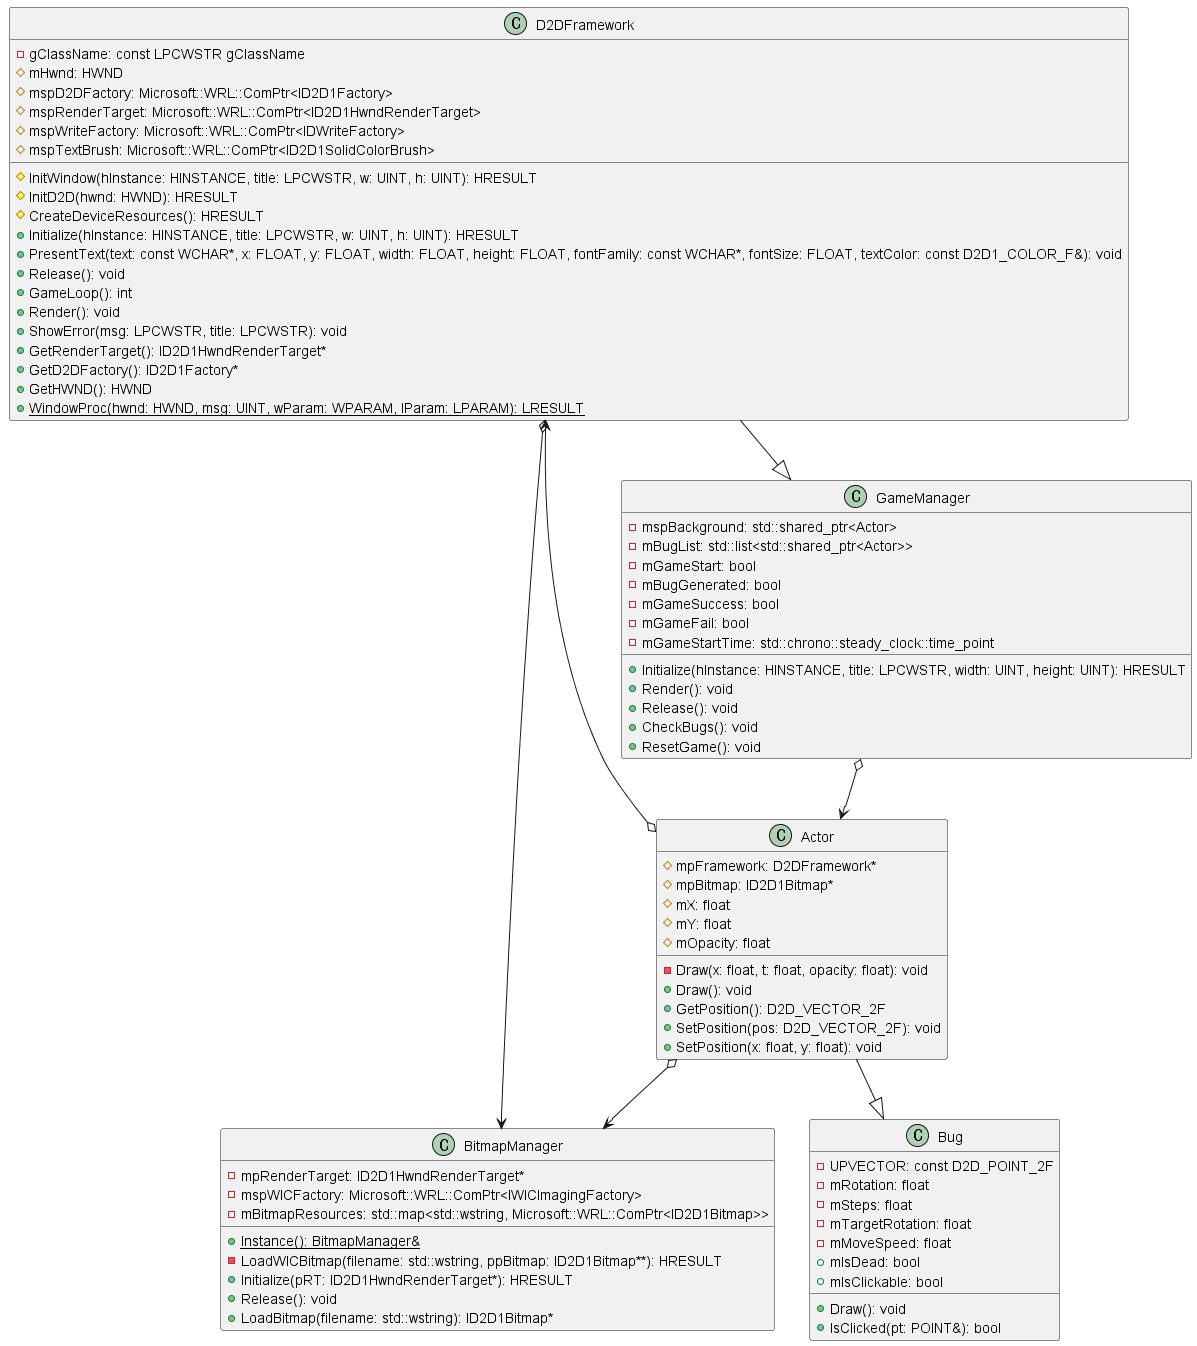 C D2DFramework
gClassName: const LPCWSTR gClassName
mHwnd: HWND
mspD2DFactory: Microsoft::WRL::ComPtr<ID2D1Factory>
mspRenderTarget: Microsoft::WRL::ComPtr<ID2D1HwndRenderTarget>
mspWriteFactory: Microsoft::WRL::ComPtr<IDWriteFactory>
mspTextBrush: Microsoft::WRL::ComPtr<ID2D1SolidColorBrush>
InitWindow(hInstance: HINSTANCE, title: LPCWSTR, w: UINT, h: UINT): HRESULT
InitD2D(hwnd: HWND): HRESULT
CreateDeviceResources(): HRESULT
Initialize(hInstance: HINSTANCE, title: LPCWSTR, w: UINT, h: UINT): HRESULT
PresentText(text: const WCHAR*, x: FLOAT, y: FLOAT, width: FLOAT, height: FLOAT, fontFamily: const WCHAR*, fontSize: FLOAT, textColor: const D2D1_COLOR_F&): void
Release(): void
GameLoop(): int
Render(): void
ShowError(msg: LPCWSTR, title: LPCWSTR): void
GetRenderTarget(): ID2D1HwndRenderTarget*
GetD2DFactory(): ID2D1Factory*
GetHWND(): HWND
WindowProc(hwnd: HWND, msg: UINT, wParam: WPARAM, lParam: LPARAM): LRESULT
C GameManager
mspBackground: std::shared_ptr<Actor>
mBugList: std::list<std::shared_ptr<Actor>>
mGameStart: bool
mBugGenerated: bool
mGameSuccess: bool
mGameFail: bool
mGameStartTime: std::chrono::steady_clock::time_point
Initialize(hInstance: HINSTANCE, title: LPCWSTR, width: UINT, height: UINT): HRESULT
Render(): void
Release(): void
CheckBugs(): void
ResetGame(): void
C Actor
mpFramework: D2DFramework*
mpBitmap: ID2D1Bitmap*
mX: float
mY: float
mOpacity: float
Draw(x: float, t: float, opacity: float): void
Draw(): void
GetPosition(): D2D_VECTOR_2F
SetPosition(pos: D2D_VECTOR_2F): void
SetPosition(x: float, y: float): void
C BitmapManager
mpRenderTarget: ID2D1HwndRenderTarget*
mspWICFactory: Microsoft::WRL::ComPtr<IWICImagingFactory>
mBitmapResources: std::map<std::wstring, Microsoft::WRL::ComPtr<ID2D1Bitmap>>
Instance(): BitmapManager&
LoadWICBitmap(filename: std::wstring, ppBitmap: ID2D1Bitmap**): HRESULT
Initialize(pRT: ID2D1HwndRenderTarget*): HRESULT
Release(): void
LoadBitmap(filename: std::wstring): ID2D1Bitmap*
C Bug
UPVECTOR: const D2D_POINT_2F
mRotation: float
mSteps: float
mTargetRotation: float
mMoveSpeed: float
mIsDead: bool
mIsClickable: bool
Draw(): void
IsClicked(pt: POINT&): bool